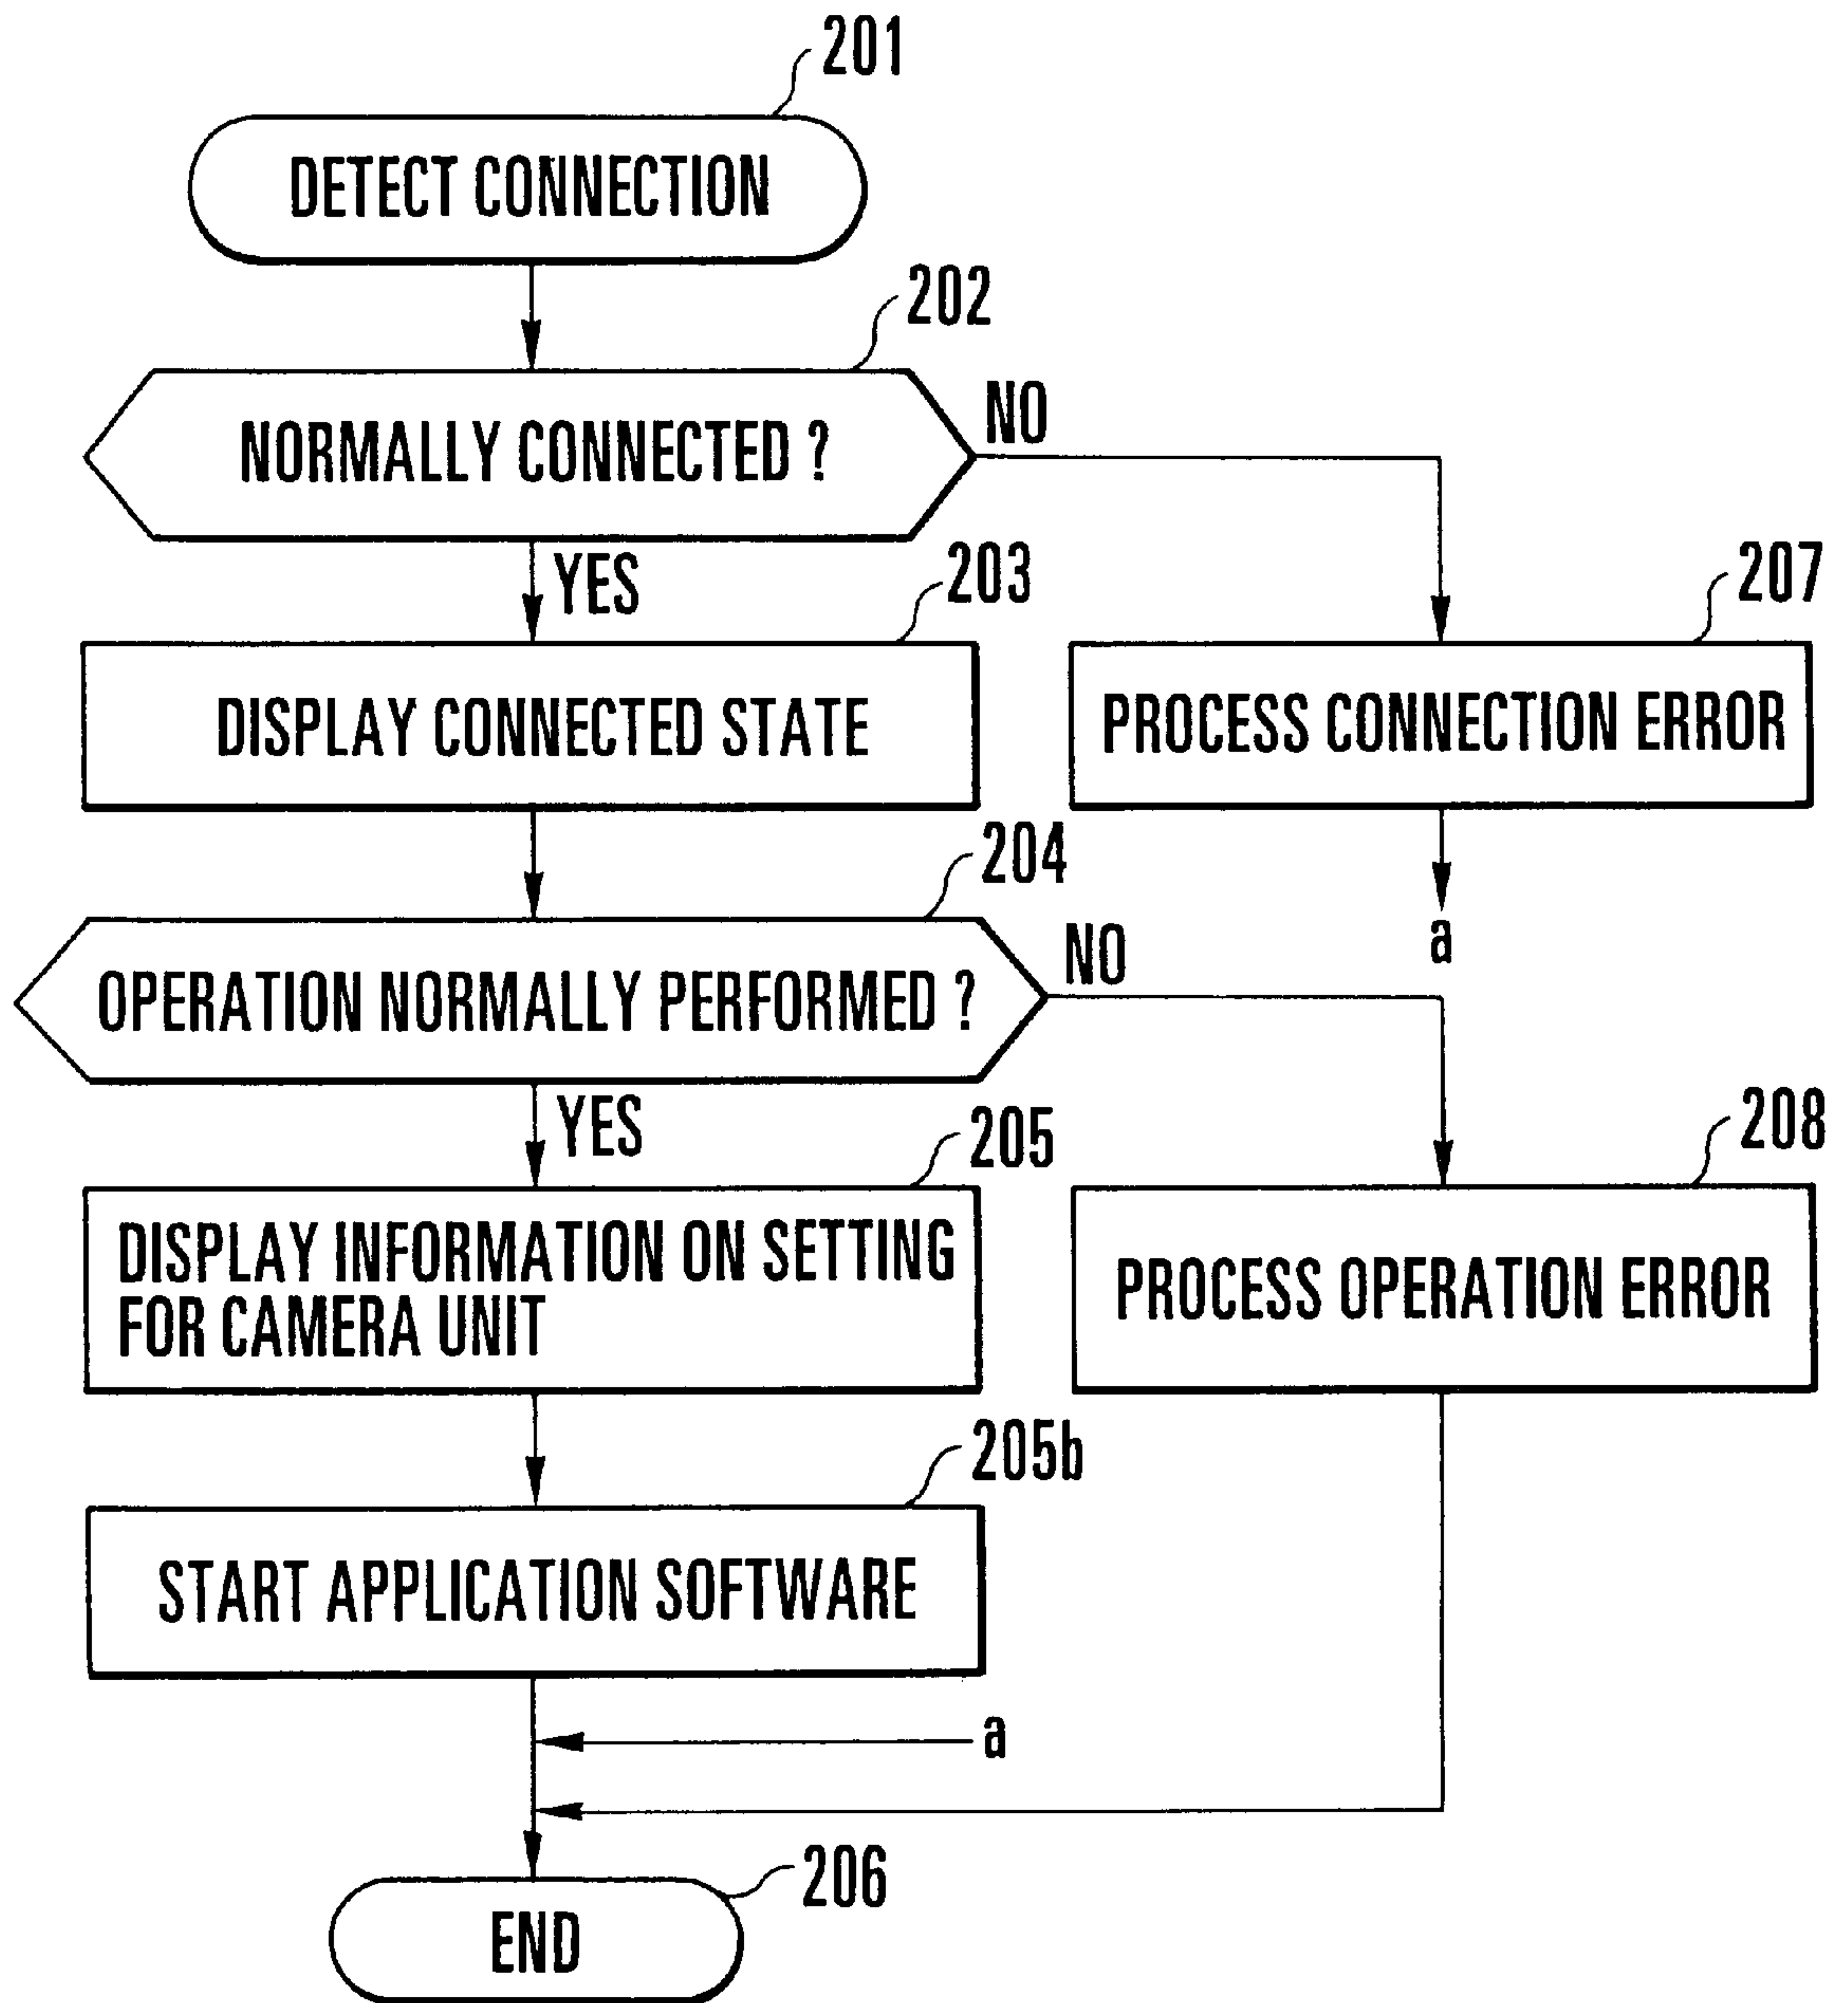 201
DETECT CONNECTION
202
NORMALLY CONNECTED ?
NO
YES
203
207
DISPLAY CONNECTED STATE
PROCESS CONNECTION ERROR
204
a
OPERATION NORMALLY PERFORMED ?
NO
YES
205
208
DISPLAY INFORMATION ON SETTING
FOR CAMERA UNIT
PROCESS OPERATION ERROR
205b
START APPLICATION SOFTWARE
a
206
END